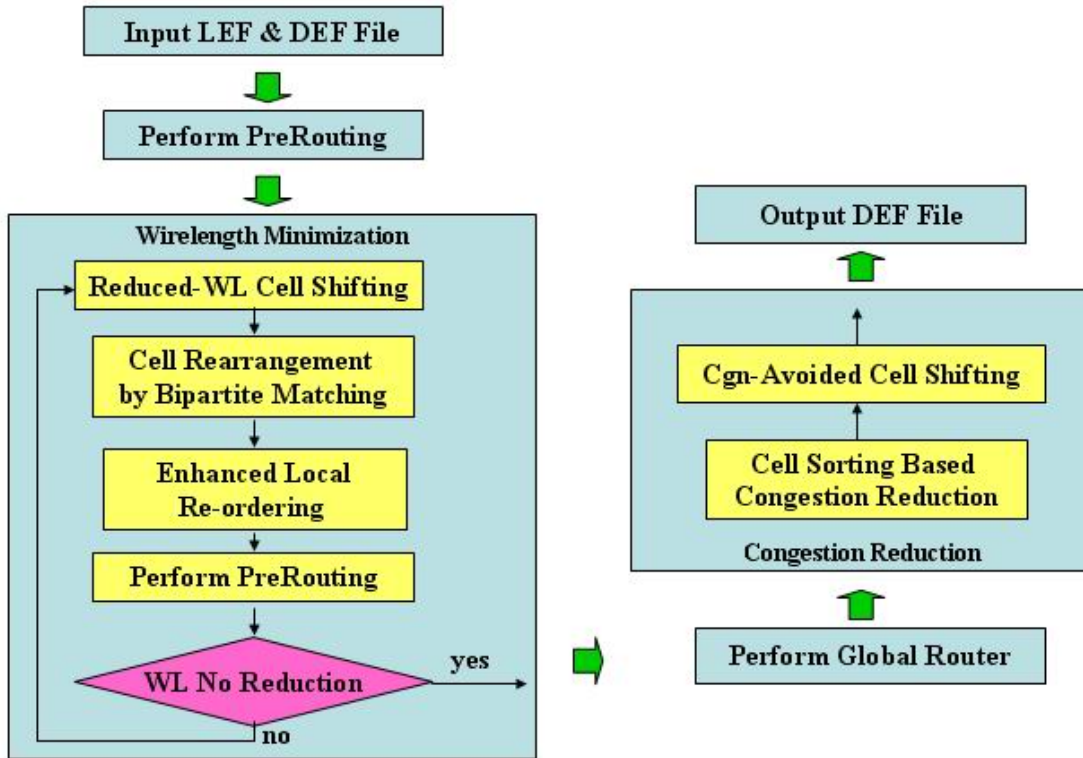 Input LEF & DEF File
Perform PreRouting
Wirelength Minimization
Reduced-WL Cell Shifting
Cell Rearrangement
by Bipartite Matching
Enhanced Local
Re-ordering
Perform PreRouting
WL No Reduction
yes
no
Perform Global Router
Congestion Reduction
Cell Sorting Based
Congestion Reduction
Cgn-Avoided Cell Shifting
Output DEF File